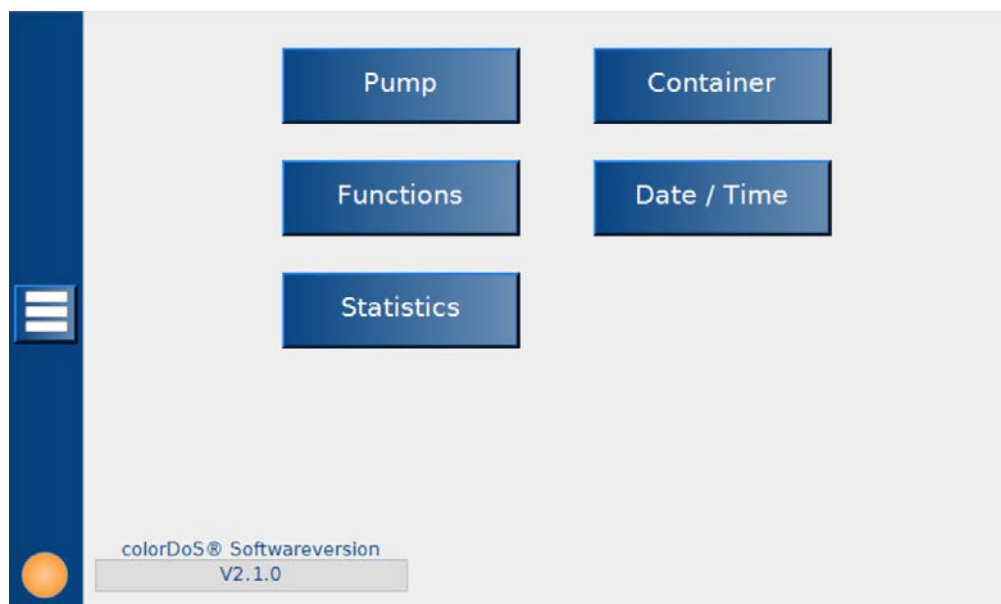 Pump
Container
Functions
Date / Time
Statistics
colorDoS® Softwareversion
V2.1.0